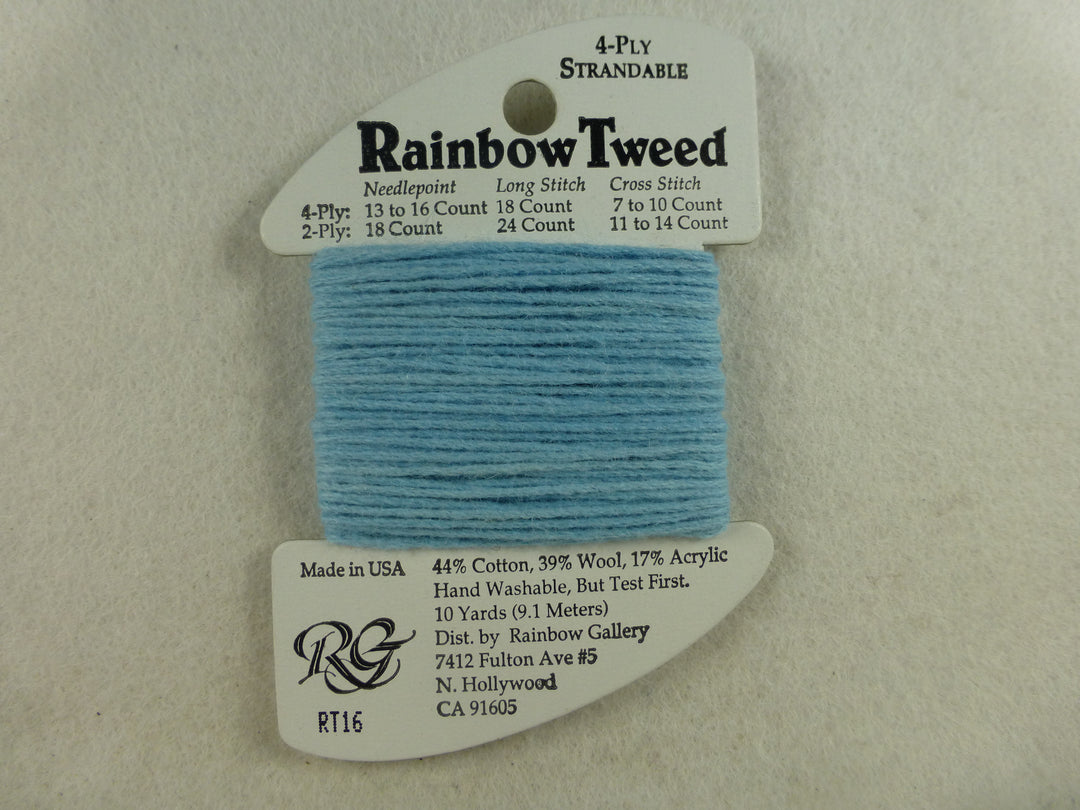 4-PLY
STRANDABLE
Rainbow Tweed
Needlepoint Long Stitch Cross Stitch
4-Ply: 13 to 16 Count 18 Count 7 to 10 Count
2-Ply: 18 Count 24 Count 11 to 14 Count
Made in USA
RG
RT16
44% Cotton, 39% Wool, 17% Acrylic
Hand Washable, But Test First.
10 Yards (9.1 Meters)
Dist. by Rainbow Gallery
7412 Fulton Ave #5
N. Hollywood
CA 91605